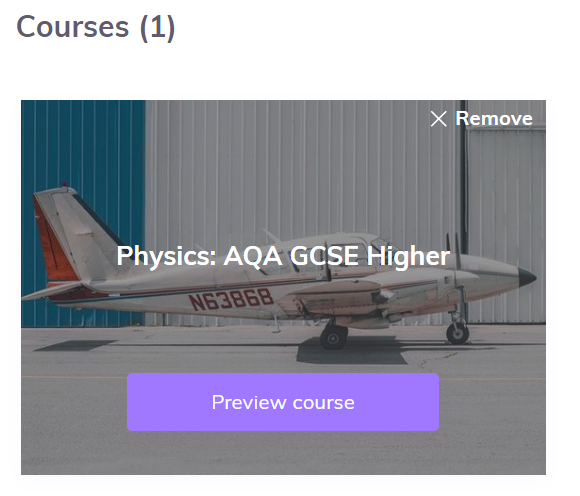 Courses (1)
Remove
Physics: AQA GCSE Higher
N63868
Preview course